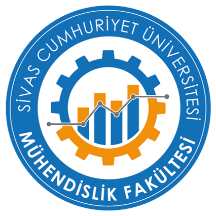 SİVAS CUMHURİYET ÜNİVERSİTESİ
MÜHENDİSLİK FAKÜLTESİ